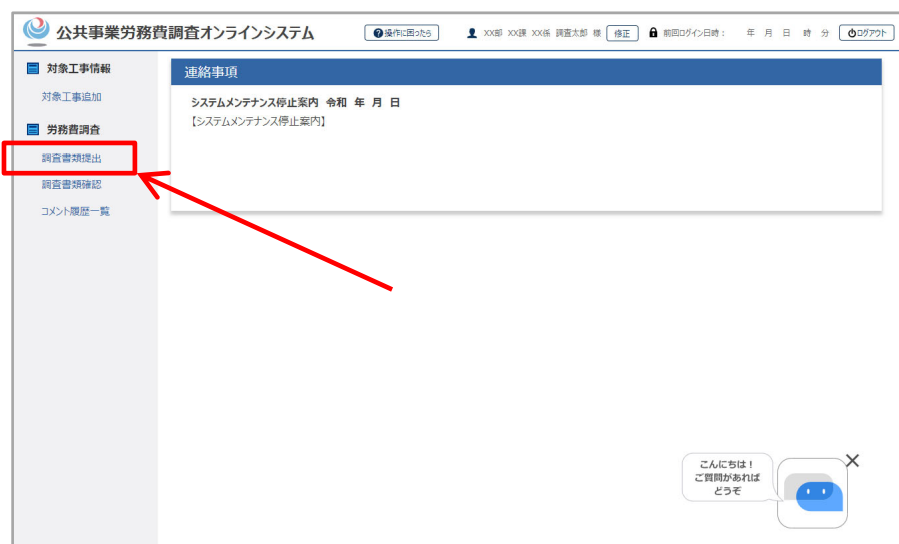 公共事業労務費調査オンラインシステム
操作に困ったら
XX部 XX課 XX係 調査太郎 様
修正
前回ログイン日時： 年 月 日 時 分
ログアウト
対象工事情報
対象工事追加
労務費調査
調査書類提出
調査書類確認
コメント履歴一覧
連絡事項
システムメンテナンス停止案内 令和 年 月 日
【システムメンテナンス停止案内】
こんにちは！
ご質問があれば
どうぞ